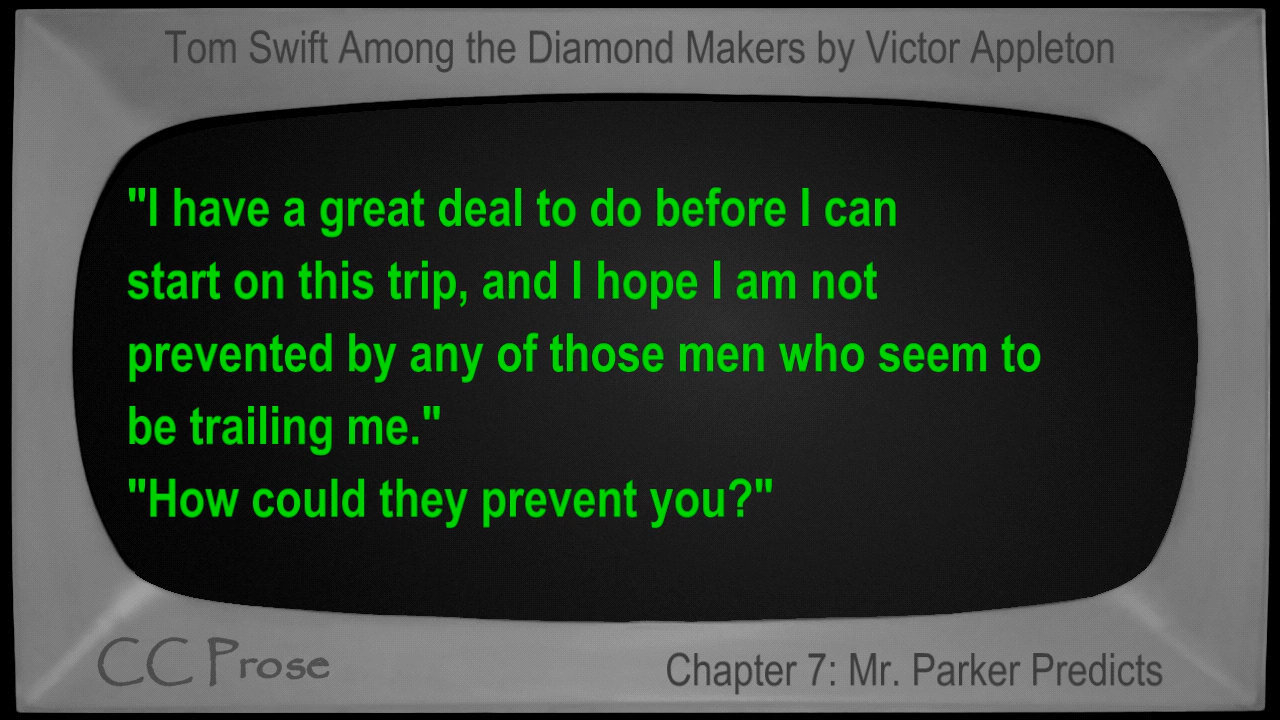 Tom Swift Among the Diamond Makers by Victor Appleton
"I have a great deal to do before I can
start on this trip, and I hope I am not
prevented by any of those men who seem to
be trailing me."
"How could they prevent you?"
CC Prose
Chapter 7: Mr. Parker Predicts